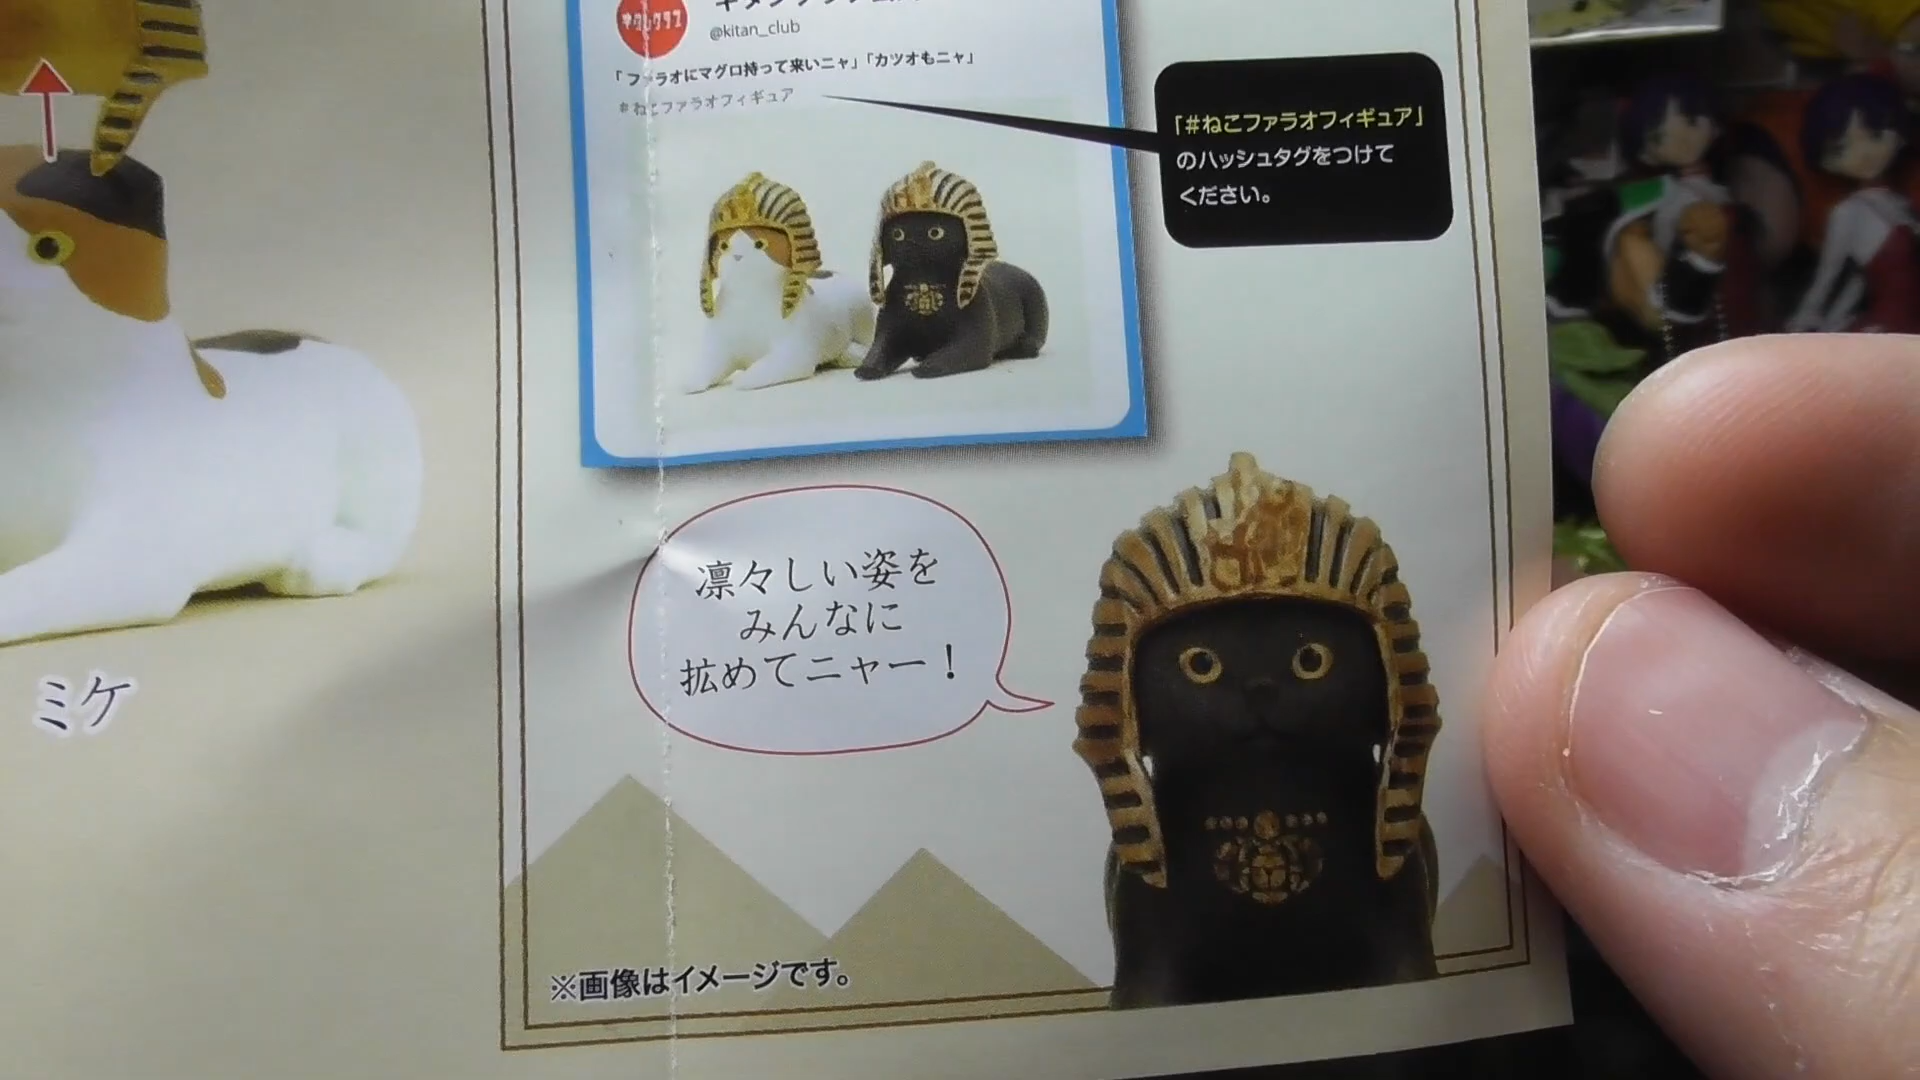 @kitan_club
「ファラオにマグロ持って来いニャ」「カツオもニャ」
#ねこファラオフィギュア
「#ねこファラオフィギュア」
のハッシュタグをつけて
ください。
凛々しい姿を
みんなに
拡めてニャー！
ミケ
※画像はイメージです。